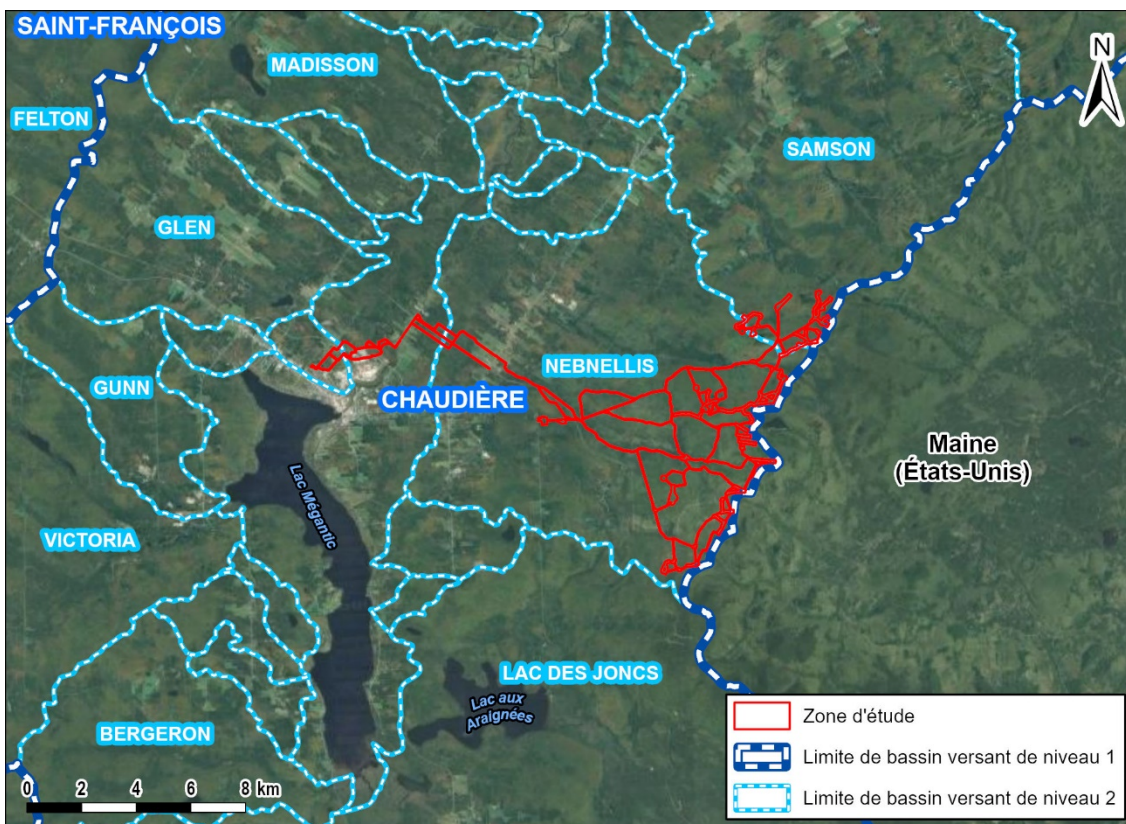 SAINT-FRANÇOIS
MADISSON
N
FELTON
SAMSON
GLEN
NEBNELLIS
GUNN
CHAUDIÈRE
Maine
(États-Unis)
Lac Mégantic
VICTORIA
LAC DES JONCS
Lac aux
Araignées
BERGERON
0 2 4 6 8 km
Zone d'étude
Limite de bassin versant de niveau 1
Limite de bassin versant de niveau 2